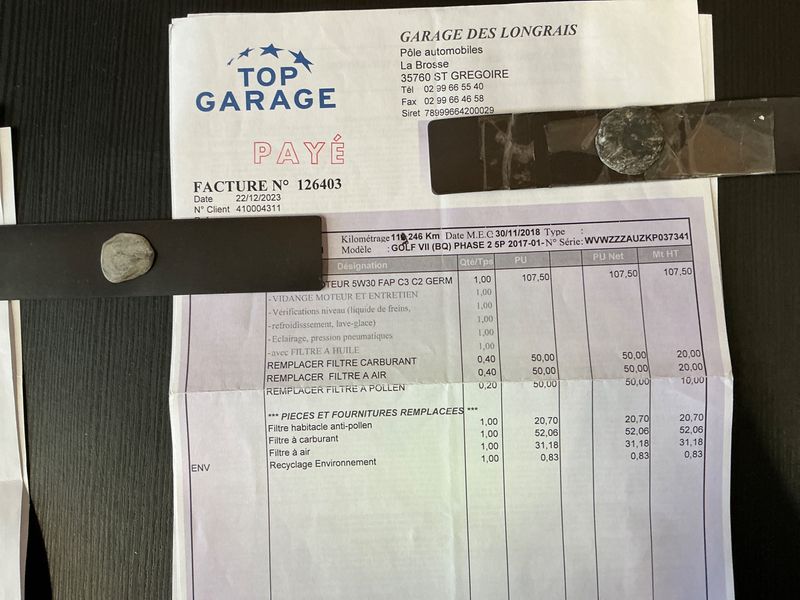 GARAGE DES LONGRAIS
Pôle automobiles
La Brosse
35760 ST GREGOIRE
Tél 02 99 66 55 40
Fax 02 99 66 46 58
Siret 78999664200029
TOP
GARAGE
PAYÉ
FACTURE N° 126403
Date 22/12/2023
N° Client 410004311
Kilométrage 246 Km Date M.E.C 30/11/2018 Type :
Modèle : GOLF VII (BQ) PHASE 2 5P 2017-01- N° Série: WVWZZZAUZKP037341
Désignation Qté/Tps PU PU Net Mt HT
5W30 FAP C3 C2 GERM 1,00 107,50 107,50 107,50
- VIDANGE MOTEUR ET ENTRETIEN 1,00
- Vérifications niveau (liquide de freins, 1,00
- refroidisssement, lave-glace) 1,00
- Eclairage, pression pneumatiques 1,00
- avec FILTRE A HUILE 1,00
REMPLACER FILTRE CARBURANT 0,40 50,00 50,00 20,00
REMPLACER FILTRE A AIR 0,40 50,00 50,00 20,00
REMPLACER FILTRE A POLLEN 0,20 50,00 50,00 10,00
*** PIECES ET FOURNITURES REMPLACEES ***
Filtre habitacle anti-pollen 1,00 20,70 20,70 20,70
Filtre à carburant 1,00 52,06 52,06 52,06
Filtre à air 1,00 31,18 31,18 31,18
ENV Recyclage Environnement 1,00 0,83 0,83 0,83